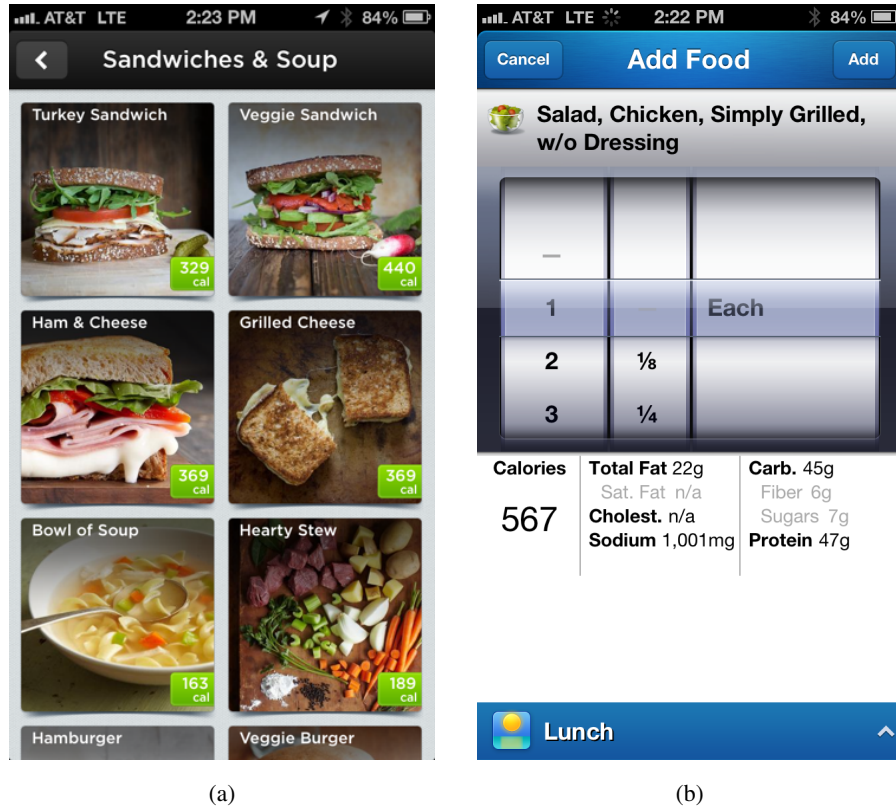 AT&T LTE 2:23 PM 84%
Sandwiches & Soup
Turkey Sandwich
Veggie Sandwich
329
cal
440
cal
Ham & Cheese
Grilled Cheese
369
cal
369
cal
Bowl of Soup
Hearty Stew
163
cal
189
cal
Hamburger
Veggie Burger
(a)
AT&T LTE 2:22 PM 84%
Cancel
Add Food
Add
Salad, Chicken, Simply Grilled,
w/o Dressing
–
1 – Each
2 ⅛
3 ¼
Calories
567
Total Fat 22g
Sat. Fat n/a
Cholest. n/a
Sodium 1,001mg
Carb. 45g
Fiber 6g
Sugars 7g
Protein 47g
Lunch
(b)